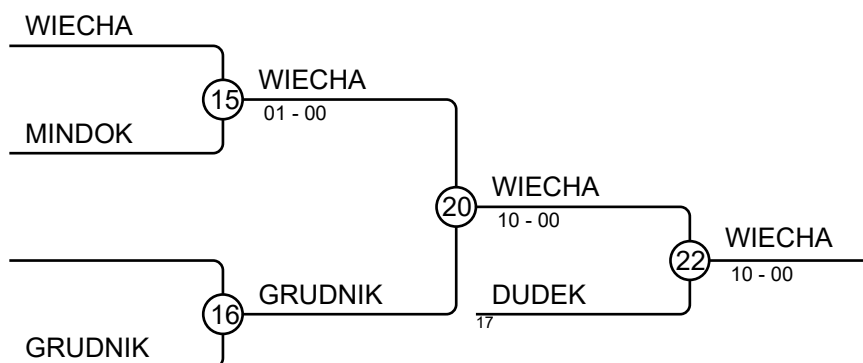 WIECHA
15
WIECHA
01 - 00
MINDOK
20
WIECHA
10 - 00
22
WIECHA
10 - 00
16
GRUDNIK
DUDEK
17
GRUDNIK